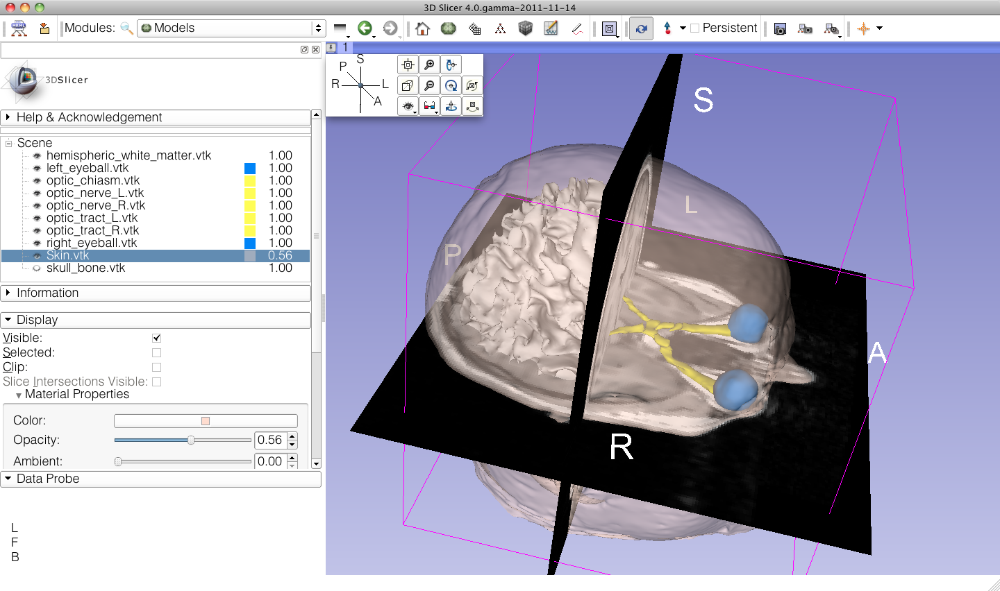 3D Slicer 4.0.gamma-2011-11-14
MRML Modules: Models Persistent
1
3DSlicer
Help & Acknowledgement
Scene
hemispheric_white_matter.vtk 1.00
left_eyeball.vtk 1.00
optic_chiasm.vtk 1.00
optic_nerve_L.vtk 1.00
optic_nerve_R.vtk 1.00
optic_tract_L.vtk 1.00
optic_tract_R.vtk 1.00
right_eyeball.vtk 1.00
Skin.vtk 0.56
skull_bone.vtk 1.00
Information
Display
Visible:
Selected:
Clip:
Slice Intersections Visible:
Material Properties
Color:
Opacity: 0.56
Ambient: 0.00
Data Probe
L
F
B
S
P
R L
A
S
L
P
A
R